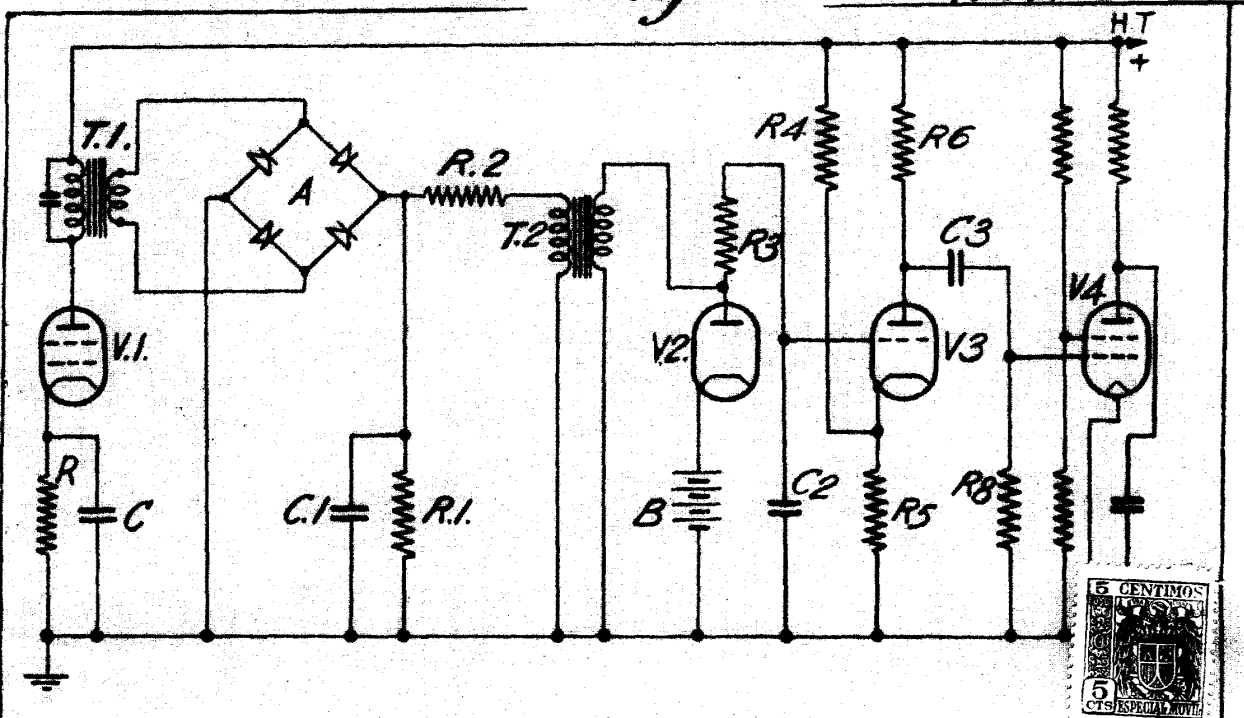 H T
+
T.1.
A
R.2
T.2
R3
R4
R6
C3
V.1.
V2.
V3
V4
R
C
C.1
R.1.
B
C2
R5
R8
5 CENTIMOS
5
CTS
ESPECIAL MOVIL